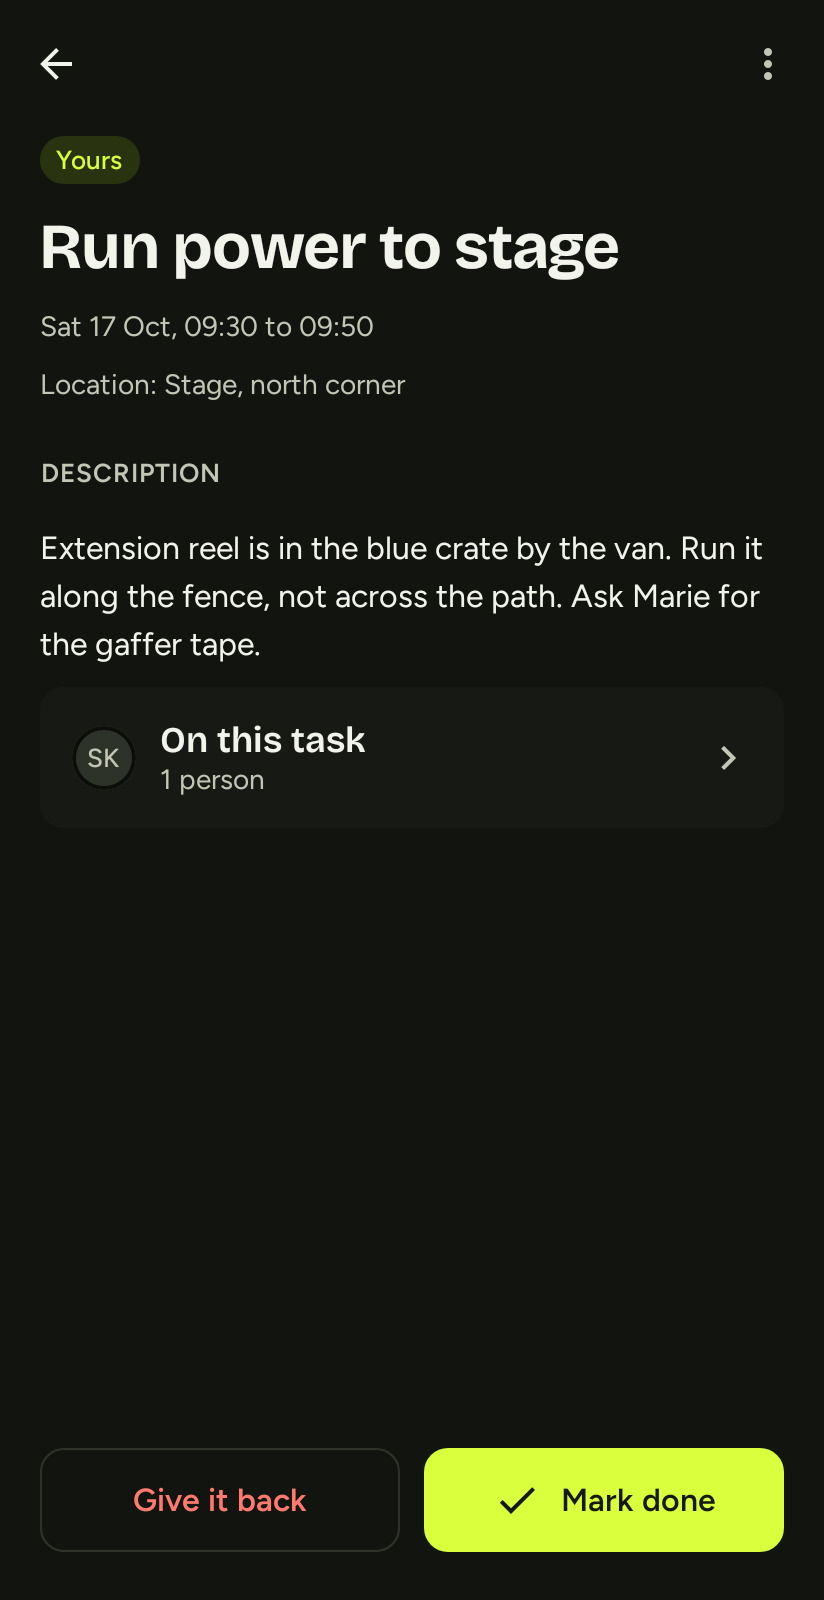 Yours
Run power to stage
Sat 17 Oct, 09:30 to 09:50
Location: Stage, north corner
DESCRIPTION
Extension reel is in the blue crate by the van. Run it
along the fence, not across the path. Ask Marie for
the gaffer tape.
SK
On this task
1 person
Give it back
Mark done